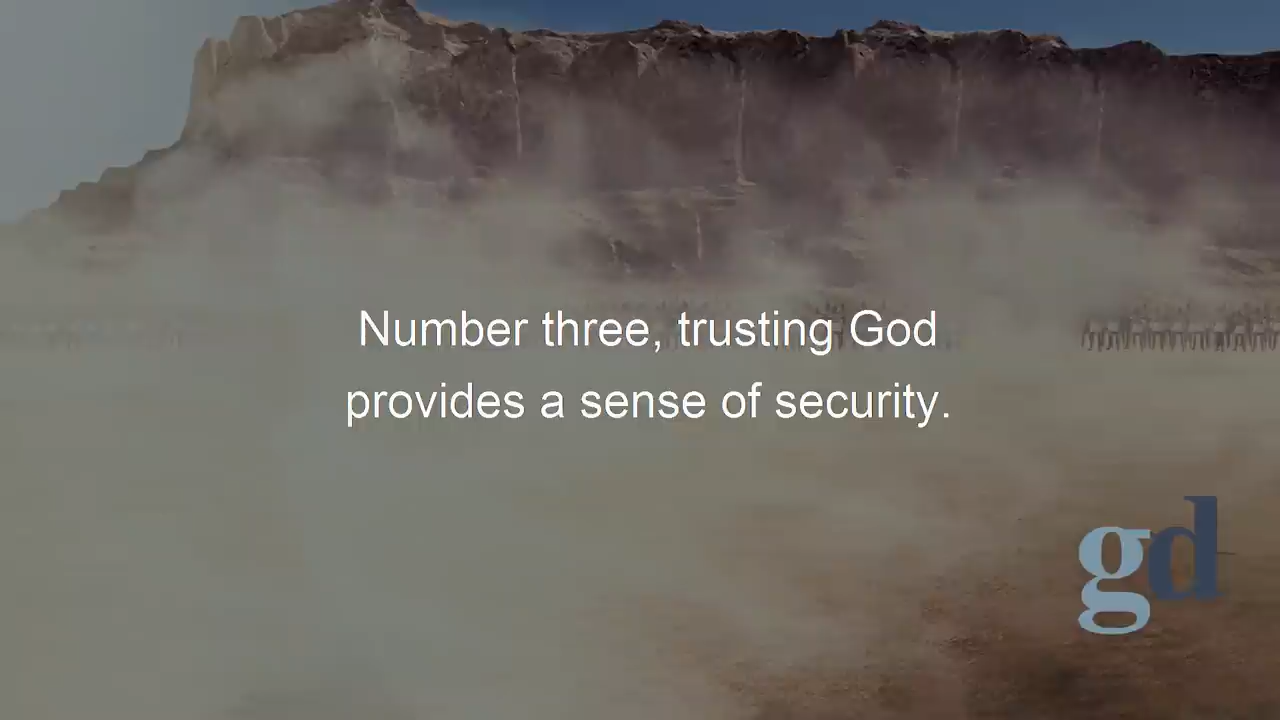 Number three, trusting God
provides a sense of security.
gd